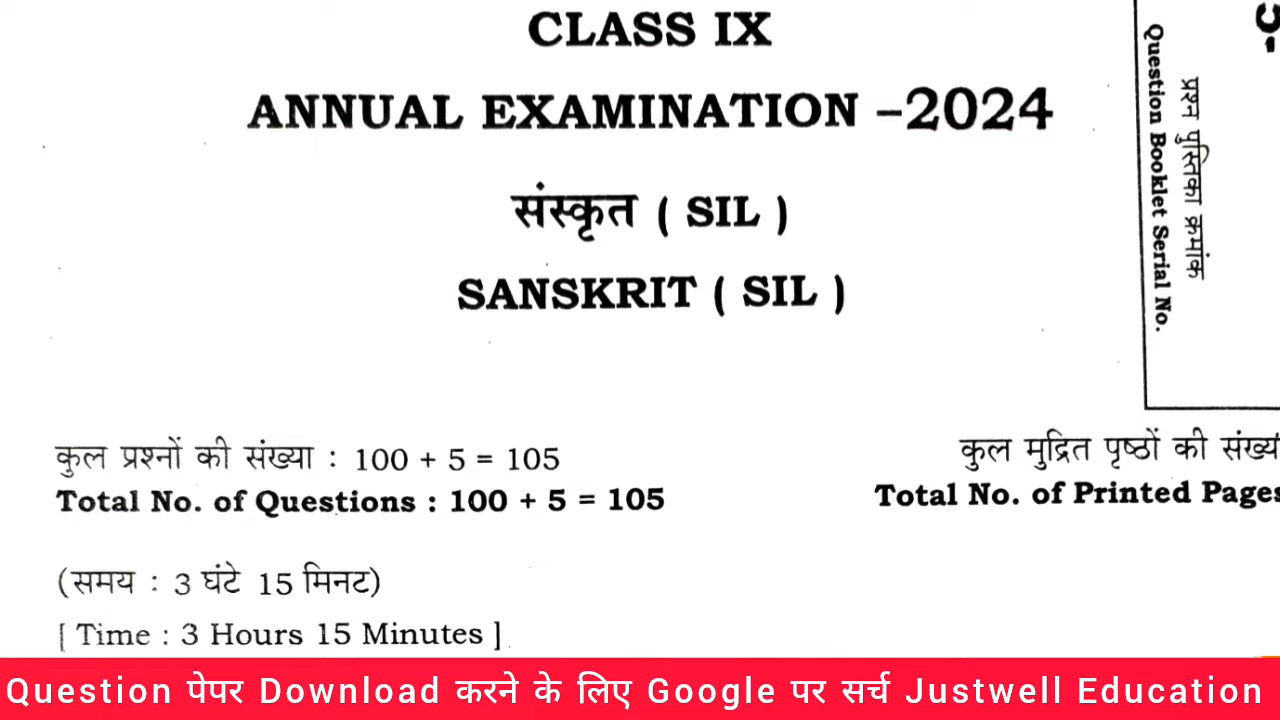 CLASS IX
ANNUAL EXAMINATION –2024
संस्कृत ( SIL )
SANSKRIT ( SIL )
प्रश्न पुस्तिका क्रमांक
Question Booklet Serial No.
कुल प्रश्नों की संख्या : 100 + 5 = 105
Total No. of Questions : 100 + 5 = 105
कुल मुद्रित पृष्ठों की
Total No. of Printed Pages
(समय : 3 घंटे 15 मिनट)
[ Time : 3 Hours 15 Minutes ]
Question पेपर Download करने के लिए Google पर सर्च Justwell Education